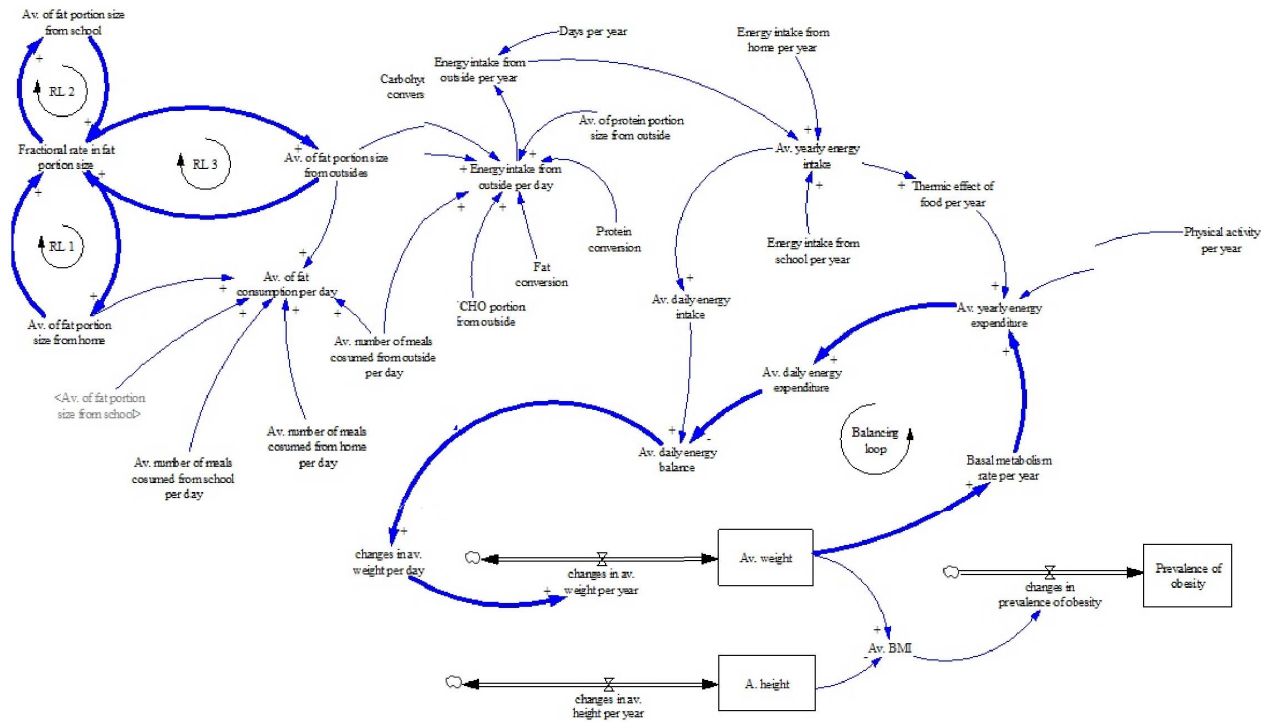 Av. of fat portion size
from school
RL 2
Fractional rate in fat
portion size
RL 3
Av. of fat portion size
from outsides
RL 1
Av. of fat portion
size from home
<Av. of fat portion
size from school>
Av. number of meals
cosumed from school
per day
Av. number of meals
cosumed from home
per day
Av. of fat
consumption per day
Av. number of meals
cosumed from outside
per day
Carbohyt
convers
Energy intake from
outside per year
Days per year
Av. of protein portion
size from outside
Energy intake from
outside per day
Protein
conversion
Fat
conversion
CHO portion
from outside
Energy intake from
home per year
Av. yearly energy
intake
Energy intake from
school per year
Thermic effect of
food per year
Physical activity
per year
Av. daily energy
intake
Av. yearly energy
expenditure
Av. daily energy
expenditure
Av. daily energy
balance
Balancing
loop
Basal metabolism
rate per year
changes in av.
weight per day
changes in av.
weight per year
Av. weight
changes in
prevalence of obesity
Prevalence of
obesity
Av. BMI
changes in av.
height per year
A. height